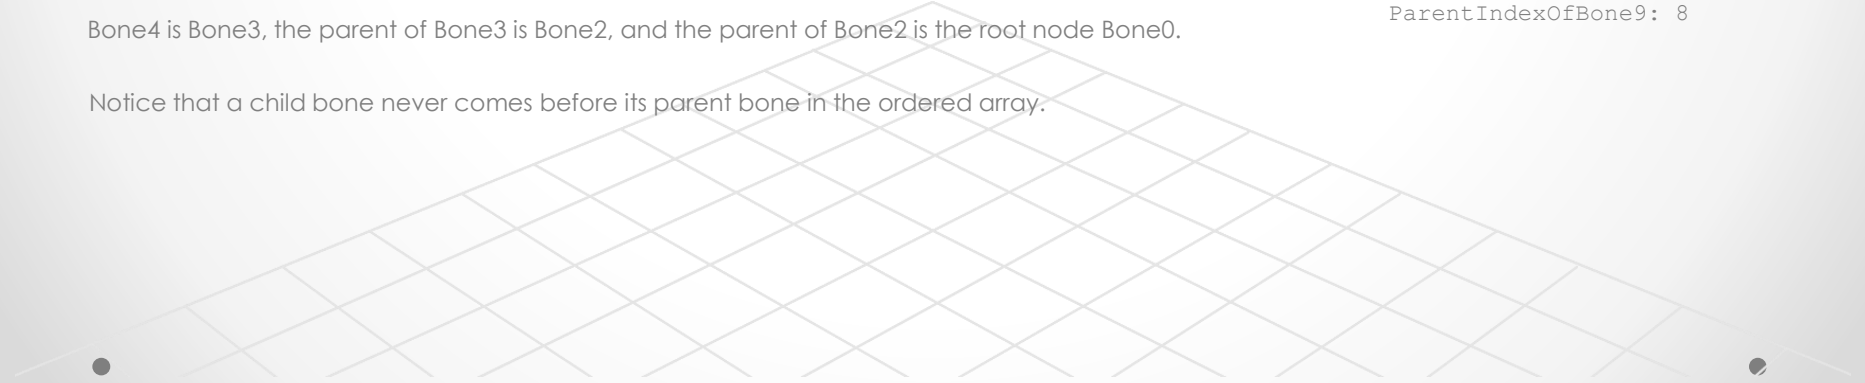 Bone4 is Bone3, the parent of Bone3 is Bone2, and the parent of Bone2 is the root node Bone0.
Notice that a child bone never comes before its parent bone in the ordered array.
ParentIndexOfBone9: 8